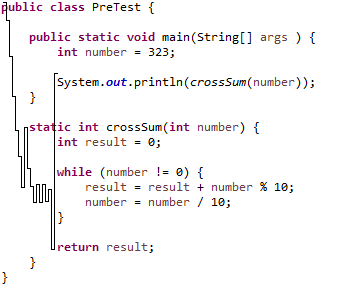 public class PreTest {
public static void main(String[] args ) {
int number = 323;
System.out.println(crossSum(number));
}
static int crossSum(int number) {
int result = 0;
while (number != 0) {
result = result + number % 10;
number = number / 10;
}
return result;
}
}